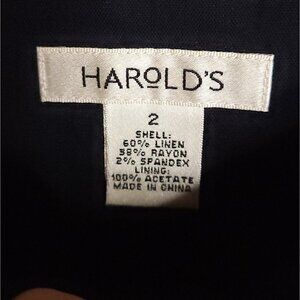 HAROLD'S
2
SHELL:
60% LINEN
38% RAYON
2% SPANDEX
LINING:
100% ACETATE
MADE IN CHINA